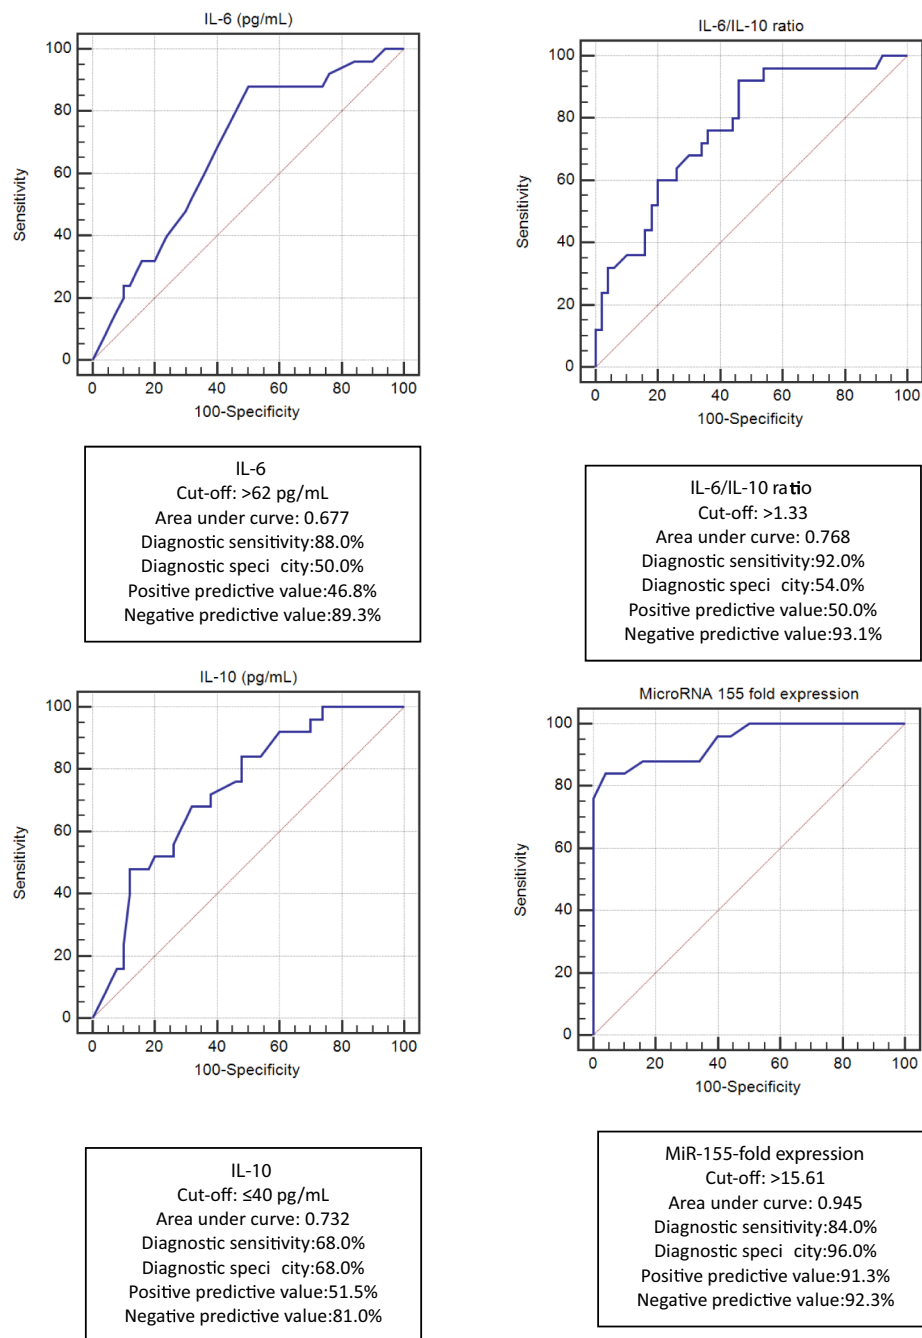 IL-6 (pg/mL)
100
80
60
40
20
0
Sensitivity
0 20 40 60 80 100
100-Specificity
IL-6
Cut-off: >62 pg/mL
Area under curve: 0.677
Diagnostic sensitivity:88.0%
Diagnostic speci city:50.0%
Positive predictive value:46.8%
Negative predictive value:89.3%
IL-6/IL-10 ratio
100
80
60
40
20
0
Sensitivity
0 20 40 60 80 100
100-Specificity
IL-6/IL-10 ratio
Cut-off: >1.33
Area under curve: 0.768
Diagnostic sensitivity:92.0%
Diagnostic speci city:54.0%
Positive predictive value:50.0%
Negative predictive value:93.1%
IL-10 (pg/mL)
100
80
60
40
20
0
Sensitivity
0 20 40 60 80 100
100-Specificity
IL-10
Cut-off: ≤40 pg/mL
Area under curve: 0.732
Diagnostic sensitivity:68.0%
Diagnostic speci city:68.0%
Positive predictive value:51.5%
Negative predictive value:81.0%
MicroRNA 155 fold expression
100
80
60
40
20
0
Sensitivity
0 20 40 60 80 100
100-Specificity
MiR-155-fold expression
Cut-off: >15.61
Area under curve: 0.945
Diagnostic sensitivity:84.0%
Diagnostic speci city:96.0%
Positive predictive value:91.3%
Negative predictive value:92.3%